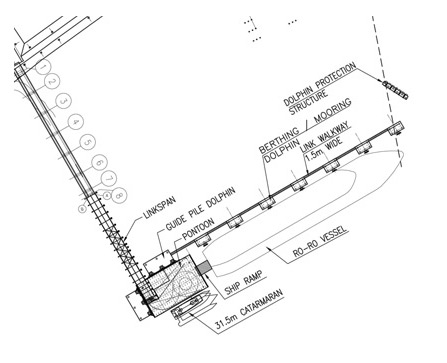 1
2
3
4
5
6
7
8
DOLPHIN PROTECTION
STRUCTURE
BERTHING / MOORING
DOLPHIN
LINK WALKWAY
1.5m WIDE
LINKSPAN
GUIDE PILE DOLPHIN
PONTOON
RO-RO VESSEL
SHIP RAMP
31.5m CATARMARAN